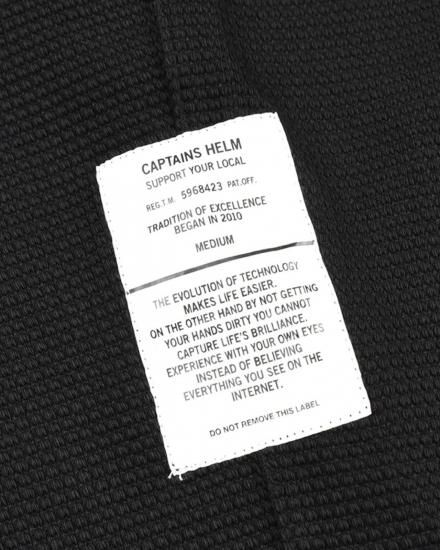 CAPTAINS HELM
SUPPORT YOUR LOCAL
REG.T.M. 5968423 PAT.OFF.
TRADITION OF EXCELLENCE
BEGAN IN 2010
MEDIUM
THE EVOLUTION OF TECHNOLOGY
MAKES LIFE EASIER.
ON THE OTHER HAND BY NOT GETTING
YOUR HANDS DIRTY YOU CANNOT
CAPTURE LIFE'S BRILLIANCE.
EXPERIENCE WITH YOUR OWN EYES
INSTEAD OF BELIEVING
EVERYTHING YOU SEE ON THE
INTERNET.
DO NOT REMOVE THIS LABEL